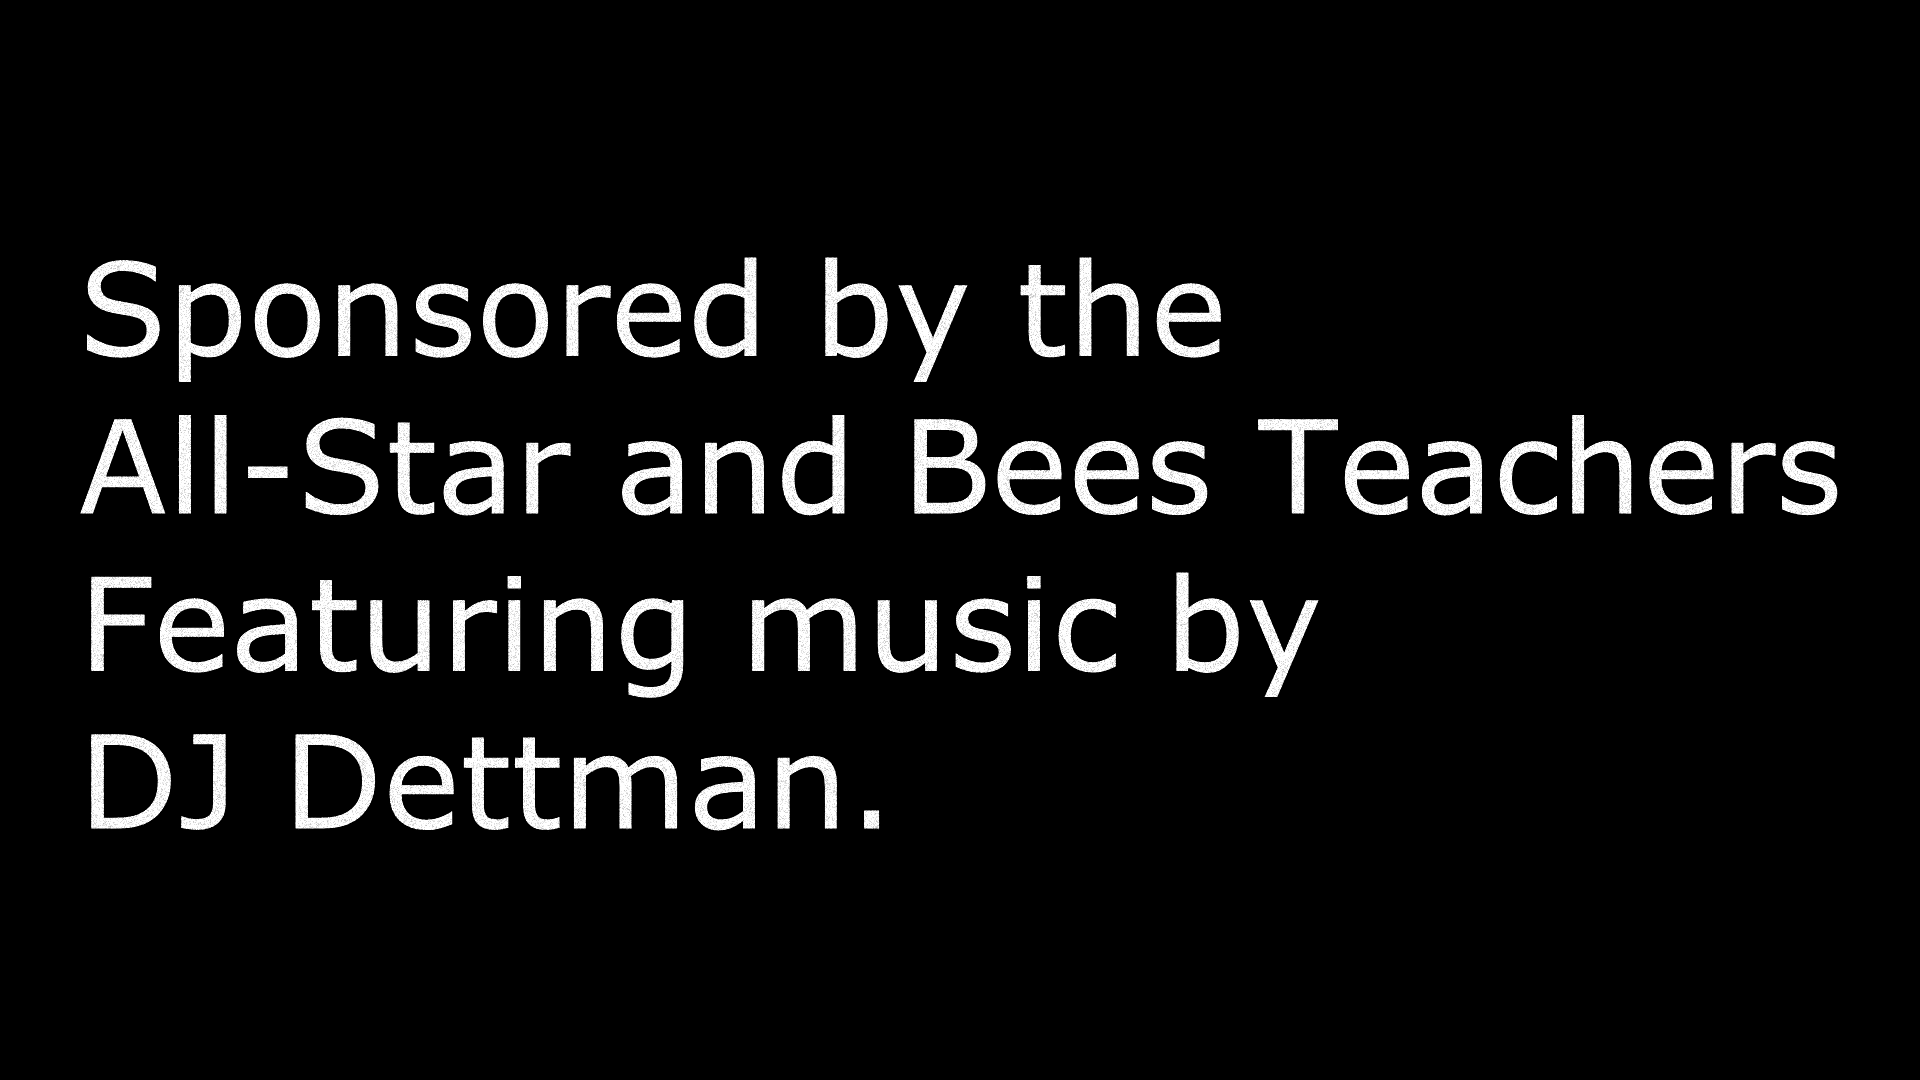 Sponsored by the
All-Star and Bees Teachers
Featuring music by
DJ Dettman.